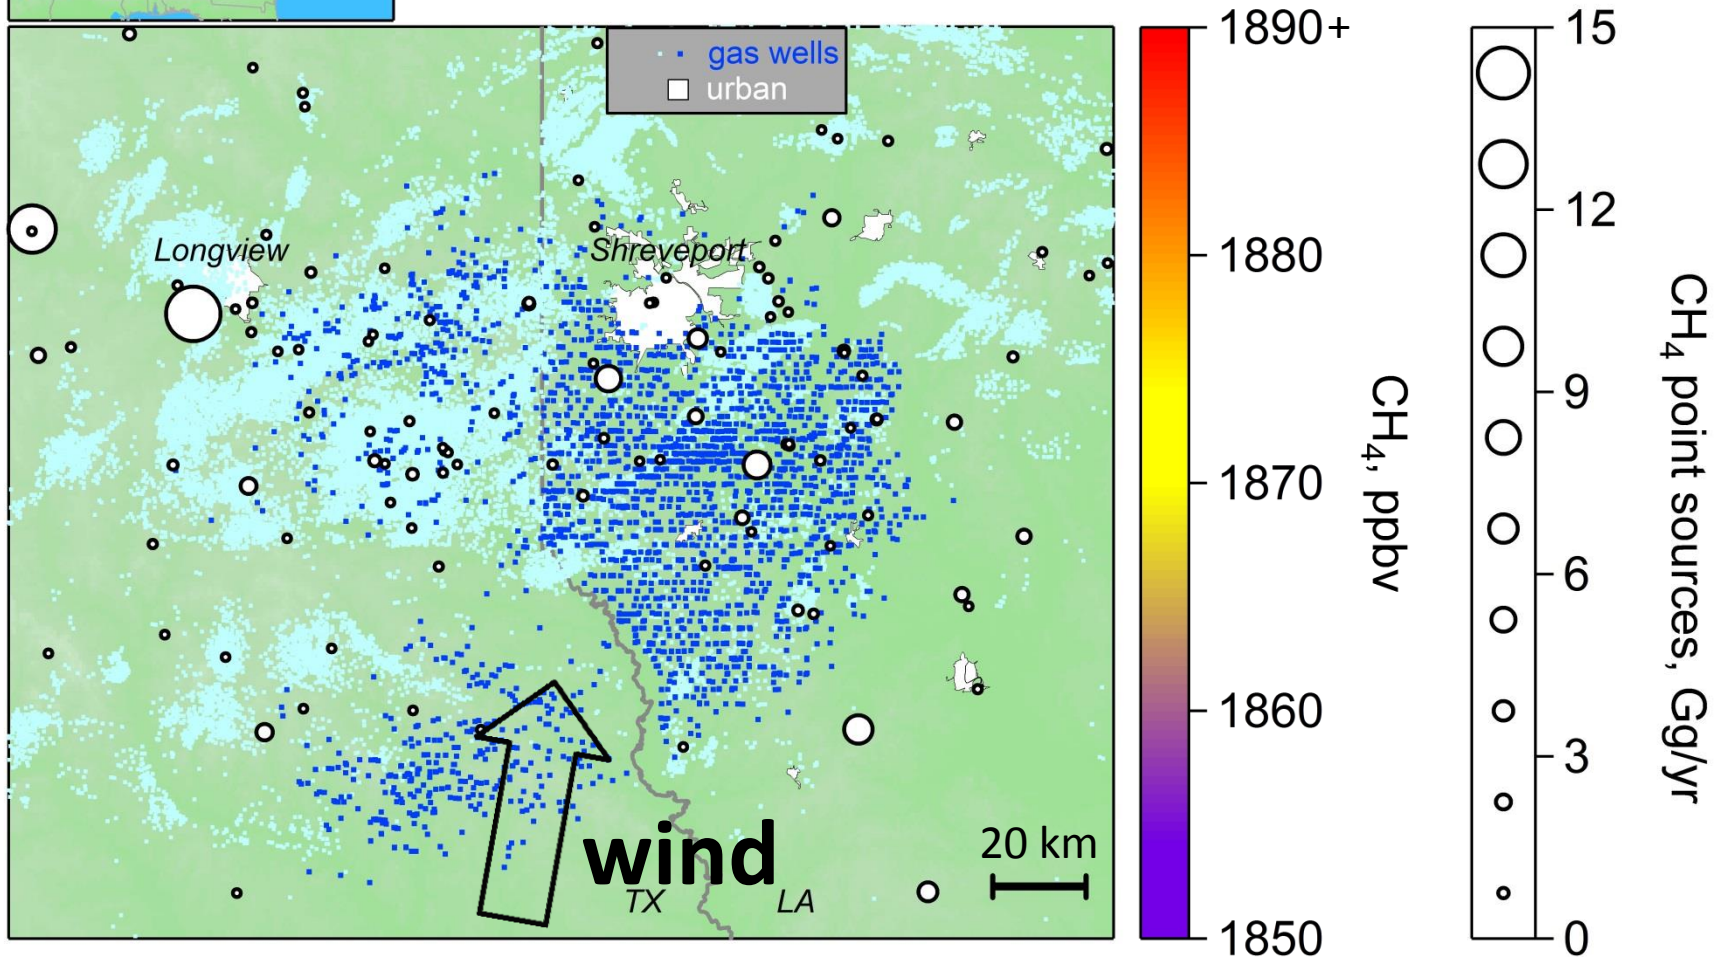 gas wells
urban
Longview
Shreveport
wind
TX
LA
20 km
1890+
1880
1870
1860
1850
CH4, ppbv
15
12
9
6
3
0
CH4 point sources, Gg/yr